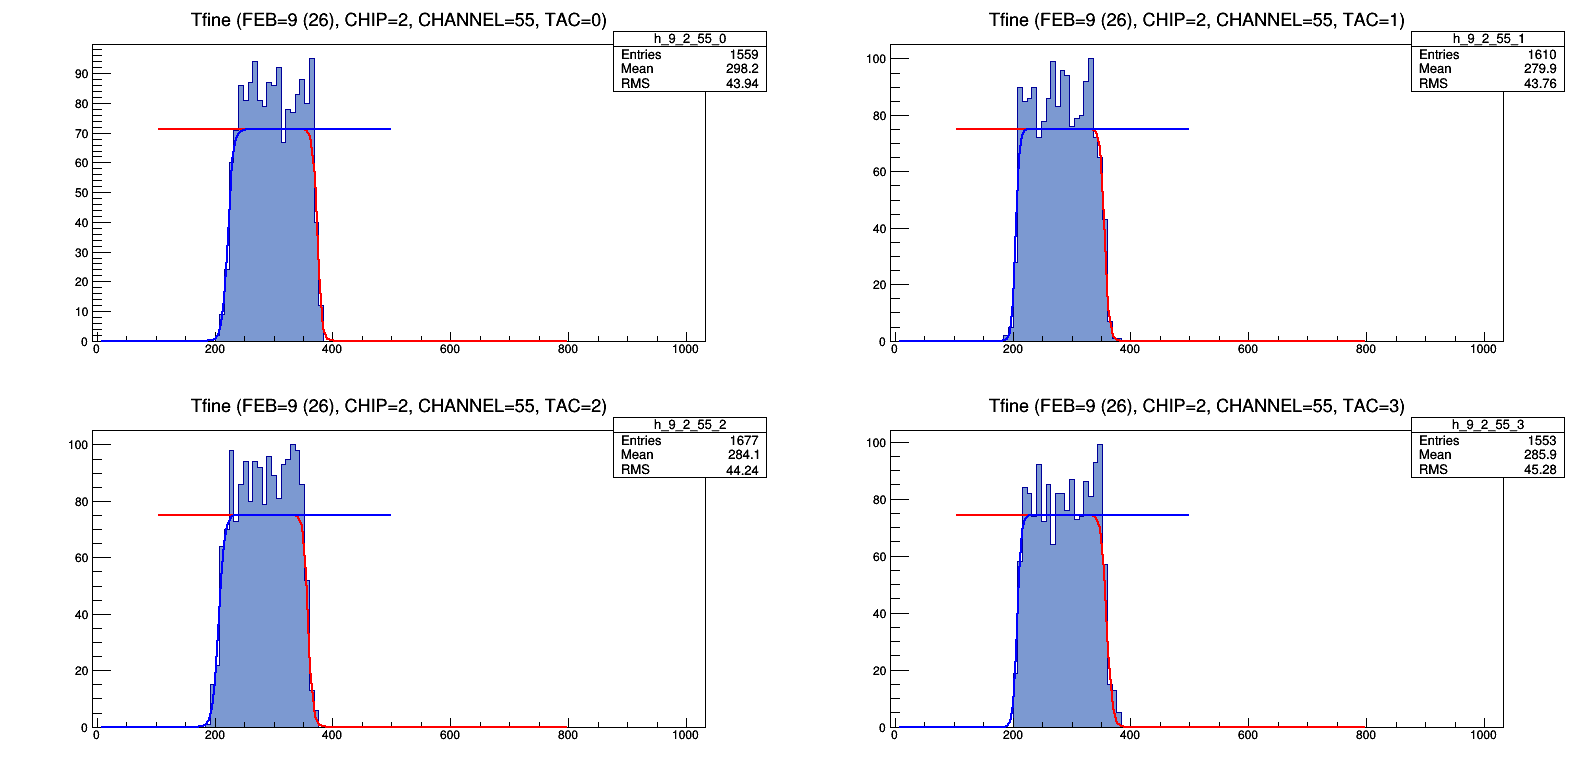 Tfine (FEB=9 (26), CHIP=2, CHANNEL=55, TAC=0)
h_9_2_55_0
Entries 1559
Mean 298.2
RMS 43.94
90
80
70
60
50
40
30
20
10
0
0 200 400 600 800 1000
Tfine (FEB=9 (26), CHIP=2, CHANNEL=55, TAC=1)
h_9_2_55_1
Entries 1610
Mean 279.9
RMS 43.76
100
80
60
40
20
0
0 200 400 600 800 1000
Tfine (FEB=9 (26), CHIP=2, CHANNEL=55, TAC=2)
h_9_2_55_2
Entries 1677
Mean 284.1
RMS 44.24
100
80
60
40
20
0
0 200 400 600 800 1000
Tfine (FEB=9 (26), CHIP=2, CHANNEL=55, TAC=3)
h_9_2_55_3
Entries 1553
Mean 285.9
RMS 45.28
100
80
60
40
20
0
0 200 400 600 800 1000